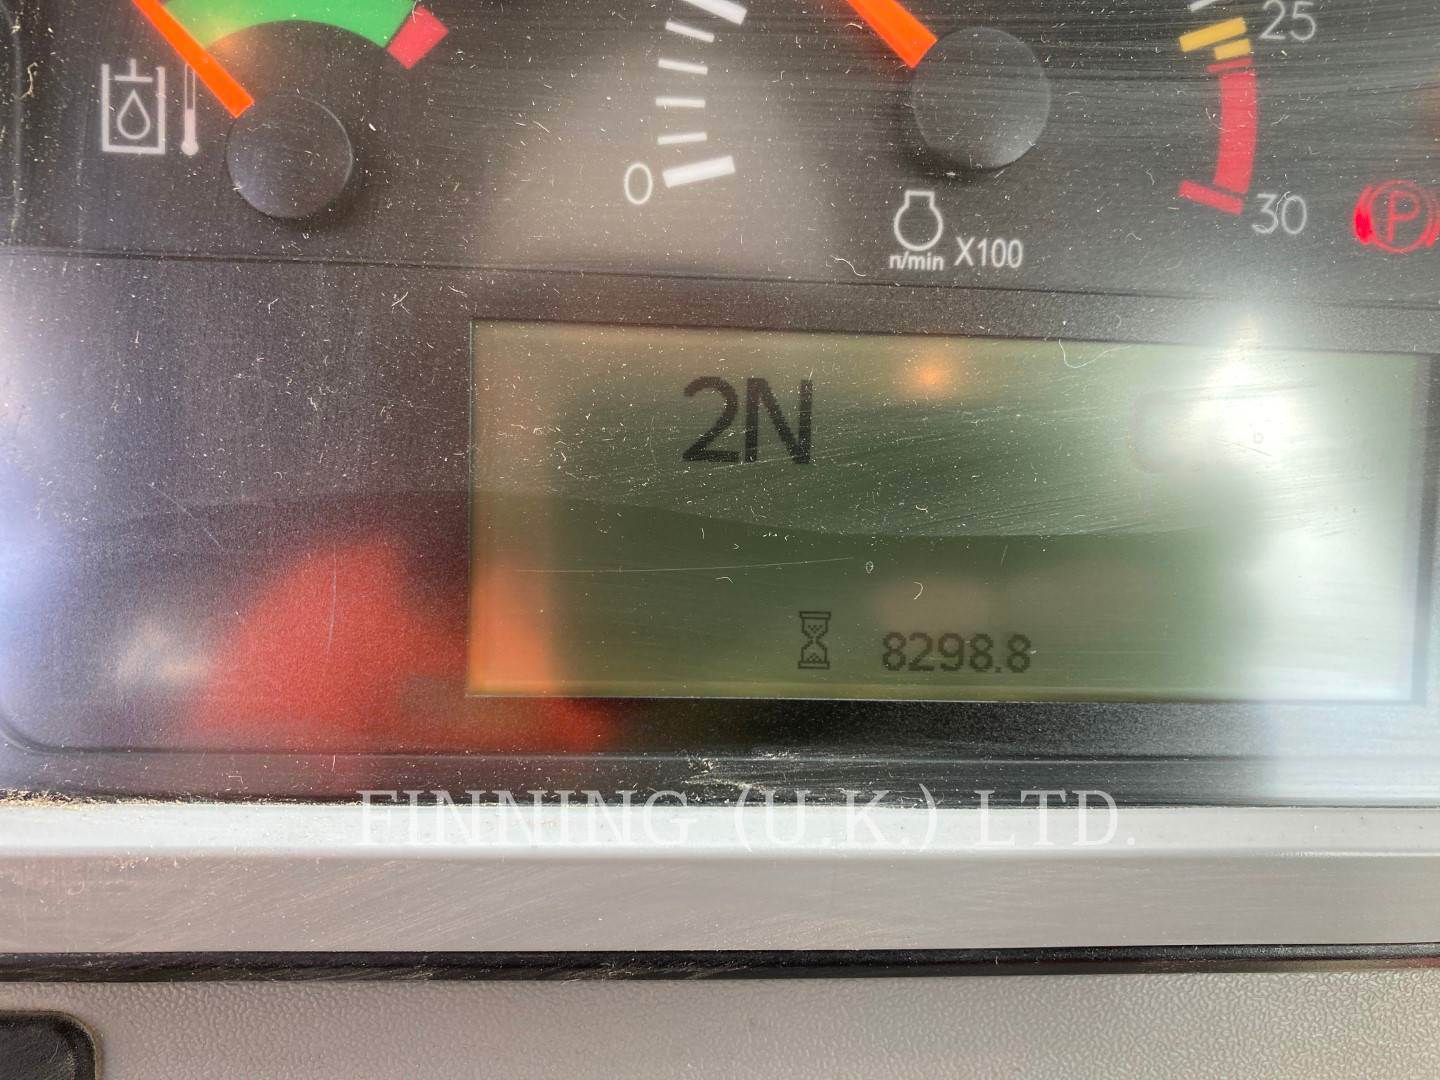 25
0
30
n/min X100
P
2N
8298.8
FINNING (U.K.) LTD.